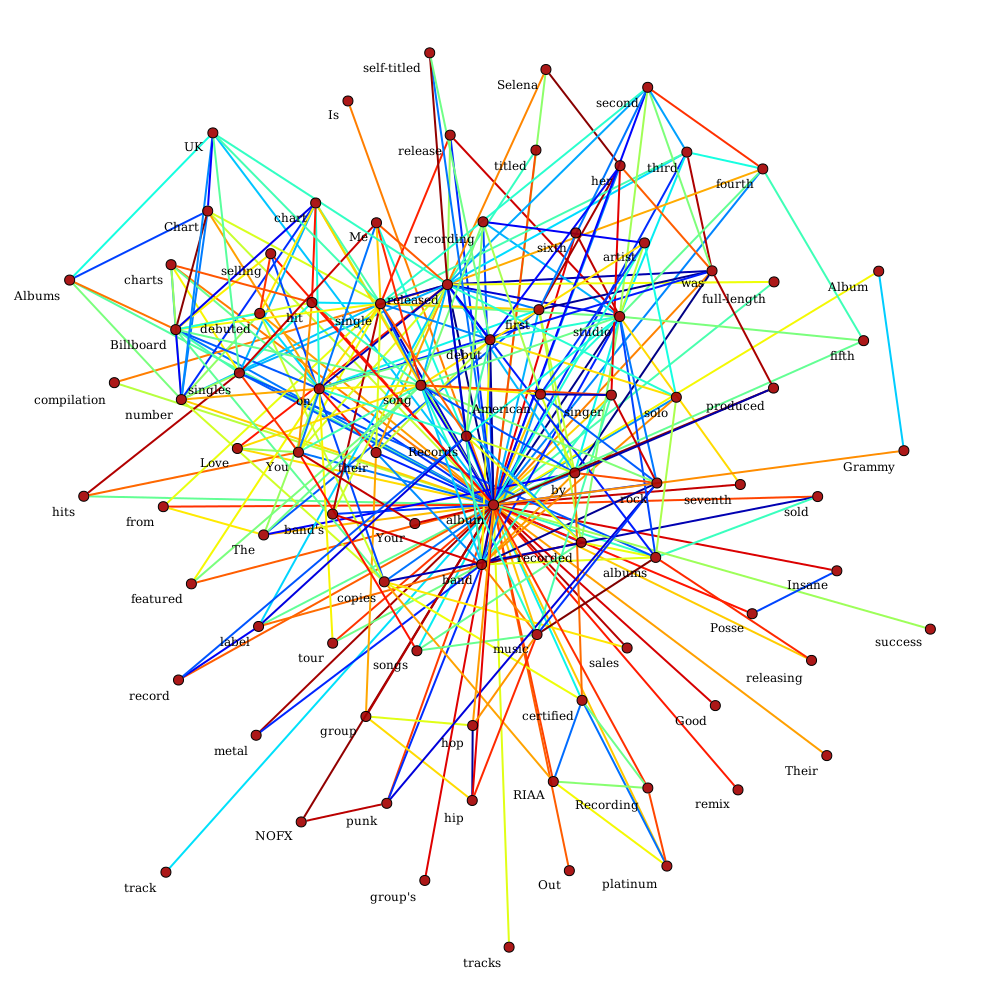 self-titled
Selena
second
Is
UK
release
titled
her
third
fourth
Chart
chart
Me
recording
sixth
artist
Albums
charts
selling
released
was
full-length
Album
debuted
hit
single
first
studio
Billboard
debut
fifth
compilation
number
singles
on
song
American
singer
solo
produced
Love
You
their
Records
Grammy
hits
from
by
rock
seventh
sold
The
band's
Your
album
recorded
albums
Insane
featured
copies
band
Posse
success
label
tour
songs
music
sales
releasing
record
metal
group
hop
certified
Good
Their
NOFX
punk
hip
RIAA
Recording
remix
track
group's
Out
platinum
tracks